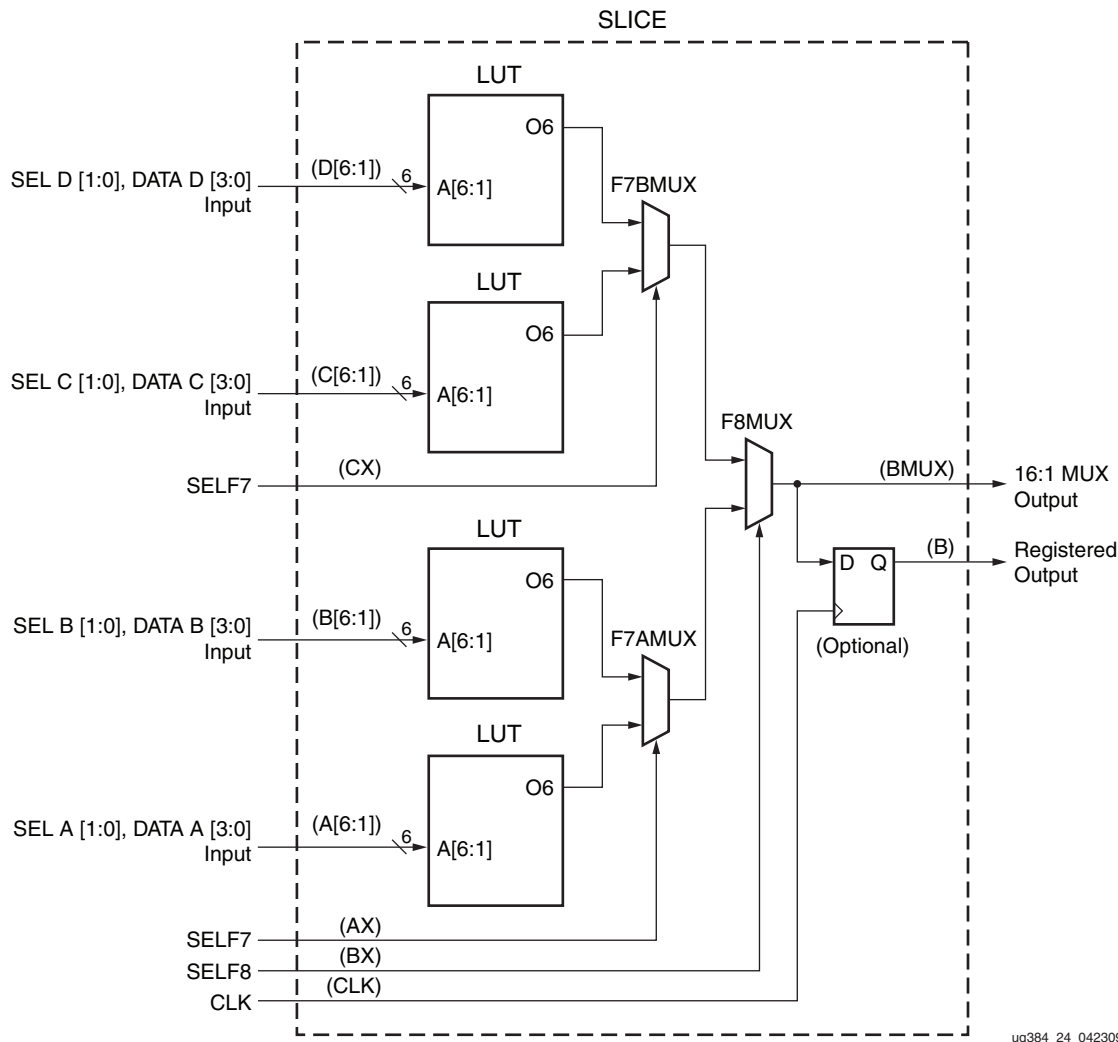 SLICE
LUT
O6
(D[6:1])
6
A[6:1]
SEL D [1:0], DATA D [3:0]
Input
F7BMUX
LUT
O6
(C[6:1])
6
A[6:1]
SEL C [1:0], DATA C [3:0]
Input
F8MUX
(CX)
SELF7
(BMUX)
16:1 MUX
Output
LUT
O6
D Q
(B)
Registered
Output
(B[6:1])
6
A[6:1]
SEL B [1:0], DATA B [3:0]
Input
F7AMUX
(Optional)
LUT
O6
(A[6:1])
6
A[6:1]
SEL A [1:0], DATA A [3:0]
Input
(AX)
SELF7
(BX)
SELF8
(CLK)
CLK
ug384_24_042309